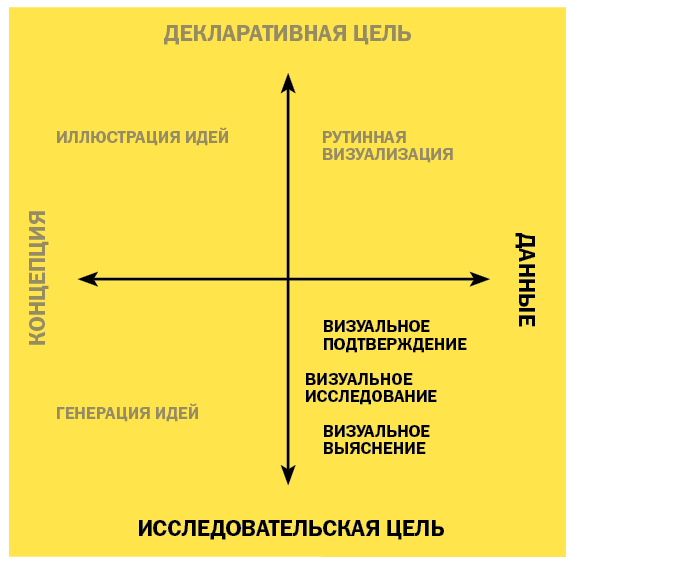 ДЕКЛАРАТИВНАЯ ЦЕЛЬ
ИЛЛЮСТРАЦИЯ ИДЕЙ
РУТИННАЯ
ВИЗУАЛИЗАЦИЯ
КОНЦЕПЦИЯ
ДАННЫЕ
ВИЗУАЛЬНОЕ
ПОДТВЕРЖДЕНИЕ
ВИЗУАЛЬНОЕ
ИССЛЕДОВАНИЕ
ГЕНЕРАЦИЯ ИДЕЙ
ВИЗУАЛЬНОЕ
ВЫЯСНЕНИЕ
ИССЛЕДОВАТЕЛЬСКАЯ ЦЕЛЬ